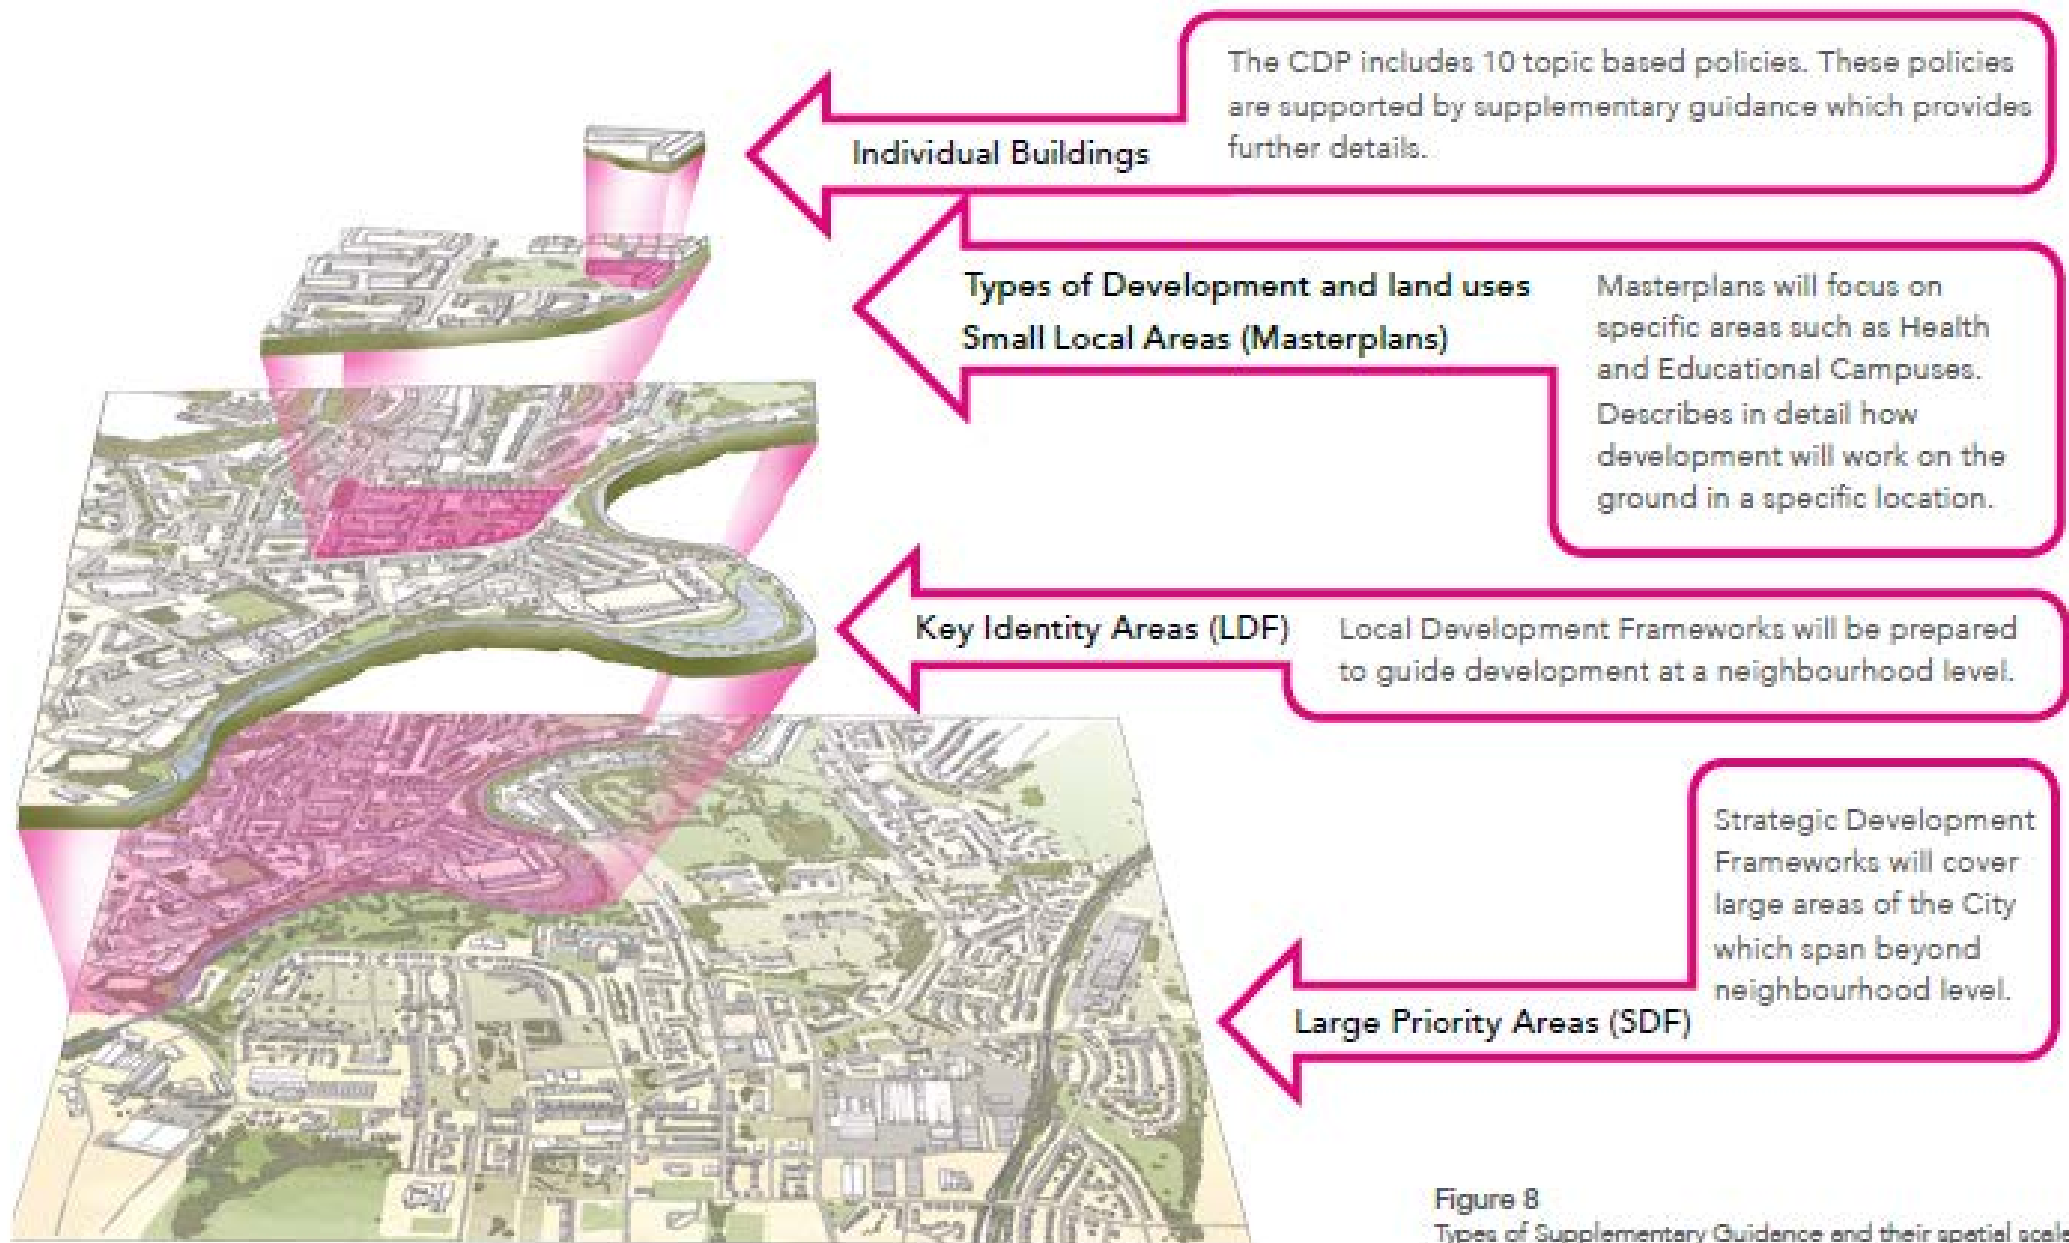 The CDP includes 10 topic based policies. These policies
are supported by supplementary guidance which provides
further details.
Individual Buildings
Types of Development and land uses
Small Local Areas (Masterplans)
Masterplans will focus on
specific areas such as Health
and Educational Campuses.
Describes in detail how
development will work on the
ground in a specific location.
Key Identity Areas (LDF)
Local Development Frameworks will be prepared
to guide development at a neighbourhood level.
Strategic Development
Frameworks will cover
large areas of the City
which span beyond
neighbourhood level.
Large Priority Areas (SDF)
Figure 8
Types of Supplementary Guidance and their spatial scale